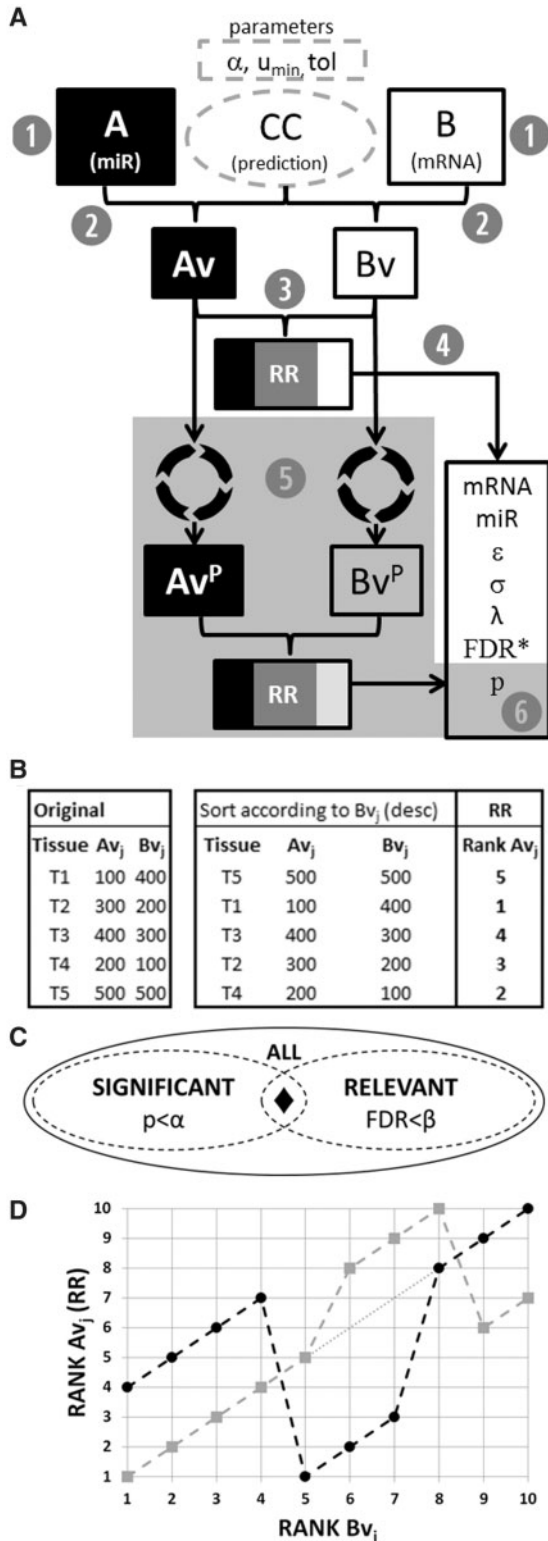 A
parameters
α, u_min, tol
1 A CC B 1
(miR) (prediction) (mRNA)
2 2
Av Bv
3
4
RR
5
mRNA
miR
ε
σ
λ
FDR*
p
6
Av^P Bv^P
RR
B
Original
Tissue Av_j Bv_j
T1 100 400
T2 300 200
T3 400 300
T4 200 100
T5 500 500
Sort according to Bv_j (desc) RR
Tissue Av_j Bv_j Rank Av_j
T5 500 500 5
T1 100 400 1
T3 400 300 4
T2 300 200 3
T4 200 100 2
C
ALL
SIGNIFICANT RELEVANT
p<α FDR<β
D
RANK Av_j (RR)
10
9
8
7
6
5
4
3
2
1
1 2 3 4 5 6 7 8 9 10
RANK Bv_j